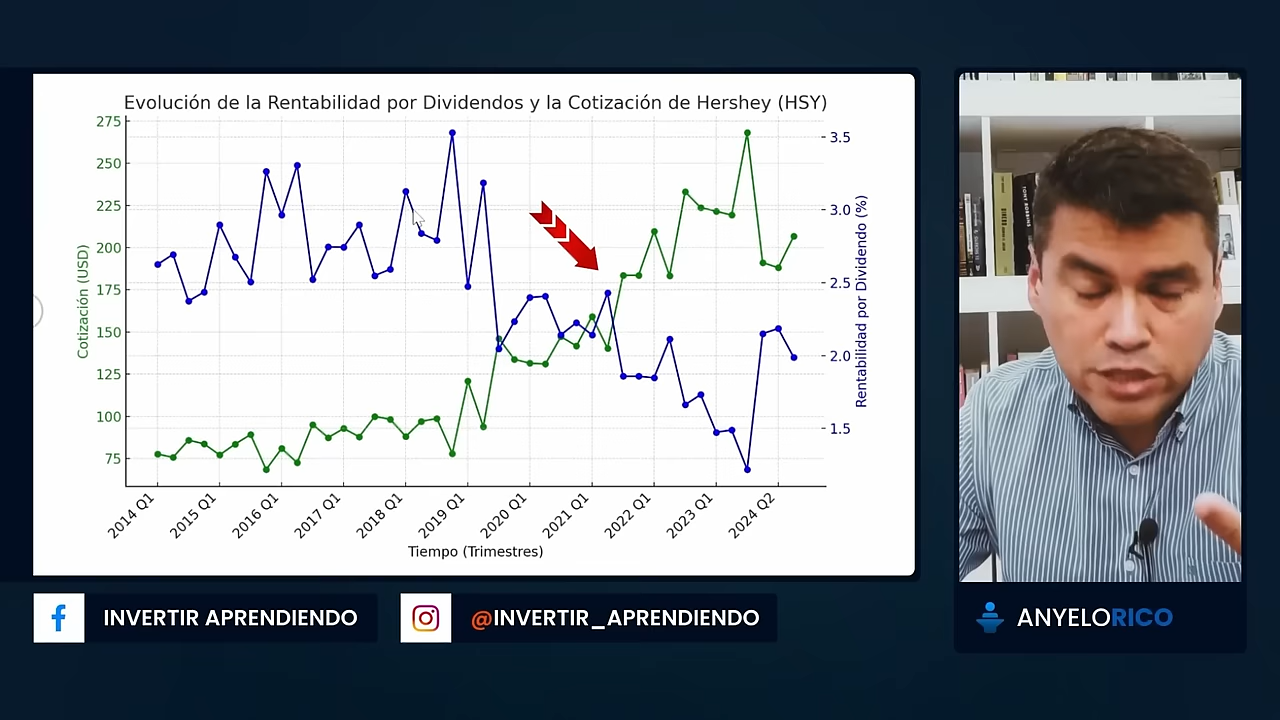 Evolución de la Rentabilidad por Dividendos y la Cotización de Hershey (HSY)
275
250
225
200
175
150
125
100
75
Cotización (USD)
3.5
3.0
2.5
2.0
1.5
Rentabilidad por Dividendo (%)
2014 Q1
2015 Q1
2016 Q1
2017 Q1
2018 Q1
2019 Q1
2020 Q1
2021 Q1
2022 Q1
2023 Q1
2024 Q2
Tiempo (Trimestres)
INVERTIR APRENDIENDO
@INVERTIR_APRENDIENDO
TONY ROBBINS
DINERO
ANYELORICO